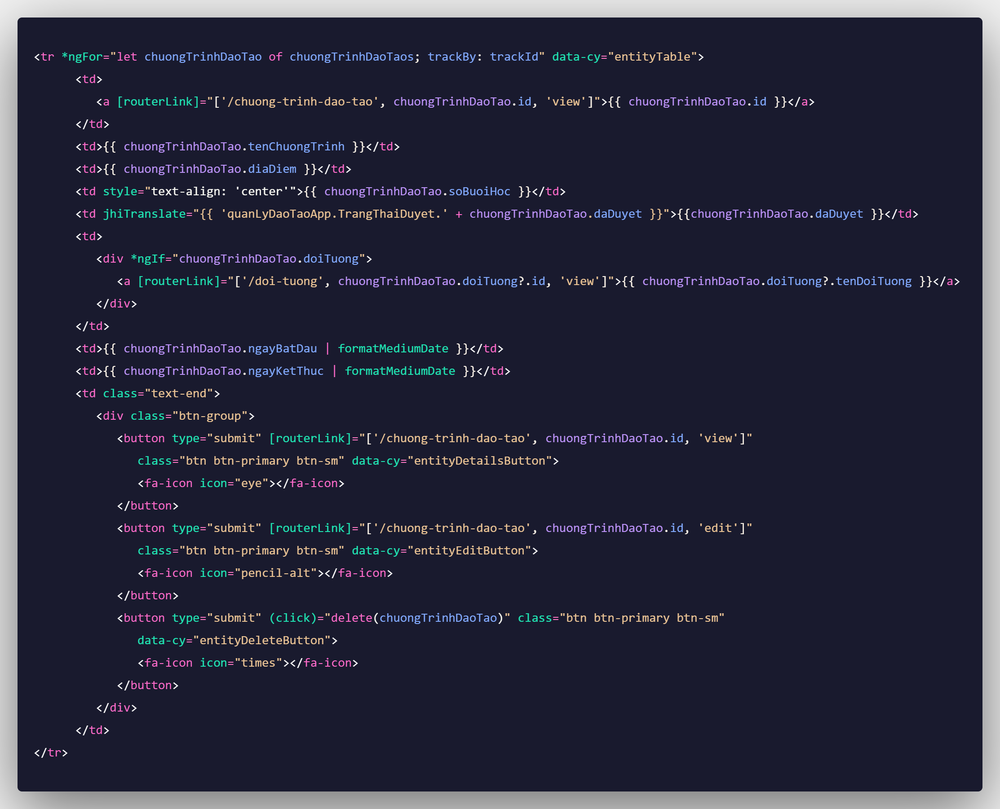 <tr *ngFor="let chuongTrinhDaoTao of chuongTrinhDaoTaos; trackBy: trackId" data-cy="entityTable">
<td>
<a [routerLink]="['/chuong-trinh-dao-tao', chuongTrinhDaoTao.id, 'view']">{{ chuongTrinhDaoTao.id }}</a>
</td>
<td>{{ chuongTrinhDaoTao.tenChuongTrinh }}</td>
<td>{{ chuongTrinhDaoTao.diaDiem }}</td>
<td style="text-align: 'center'">{{ chuongTrinhDaoTao.soBuoiHoc }}</td>
<td jhiTranslate="{{ 'quanLyDaoTaoApp.TrangThaiDuyet.' + chuongTrinhDaoTao.daDuyet }}">{{chuongTrinhDaoTao.daDuyet }}</td>
<td>
<div *ngIf="chuongTrinhDaoTao.doiTuong">
<a [routerLink]="['/doi-tuong', chuongTrinhDaoTao.doiTuong?.id, 'view']">{{ chuongTrinhDaoTao.doiTuong?.tenDoiTuong }}</a>
</div>
</td>
<td>{{ chuongTrinhDaoTao.ngayBatDau | formatMediumDate }}</td>
<td>{{ chuongTrinhDaoTao.ngayKetThuc | formatMediumDate }}</td>
<td class="text-end">
<div class="btn-group">
<button type="submit" [routerLink]="['/chuong-trinh-dao-tao', chuongTrinhDaoTao.id, 'view']"
class="btn btn-primary btn-sm" data-cy="entityDetailsButton">
<fa-icon icon="eye"></fa-icon>
</button>
<button type="submit" [routerLink]="['/chuong-trinh-dao-tao', chuongTrinhDaoTao.id, 'edit']"
class="btn btn-primary btn-sm" data-cy="entityEditButton">
<fa-icon icon="pencil-alt"></fa-icon>
</button>
<button type="submit" (click)="delete(chuongTrinhDaoTao)" class="btn btn-primary btn-sm"
data-cy="entityDeleteButton">
<fa-icon icon="times"></fa-icon>
</button>
</div>
</td>
</tr>